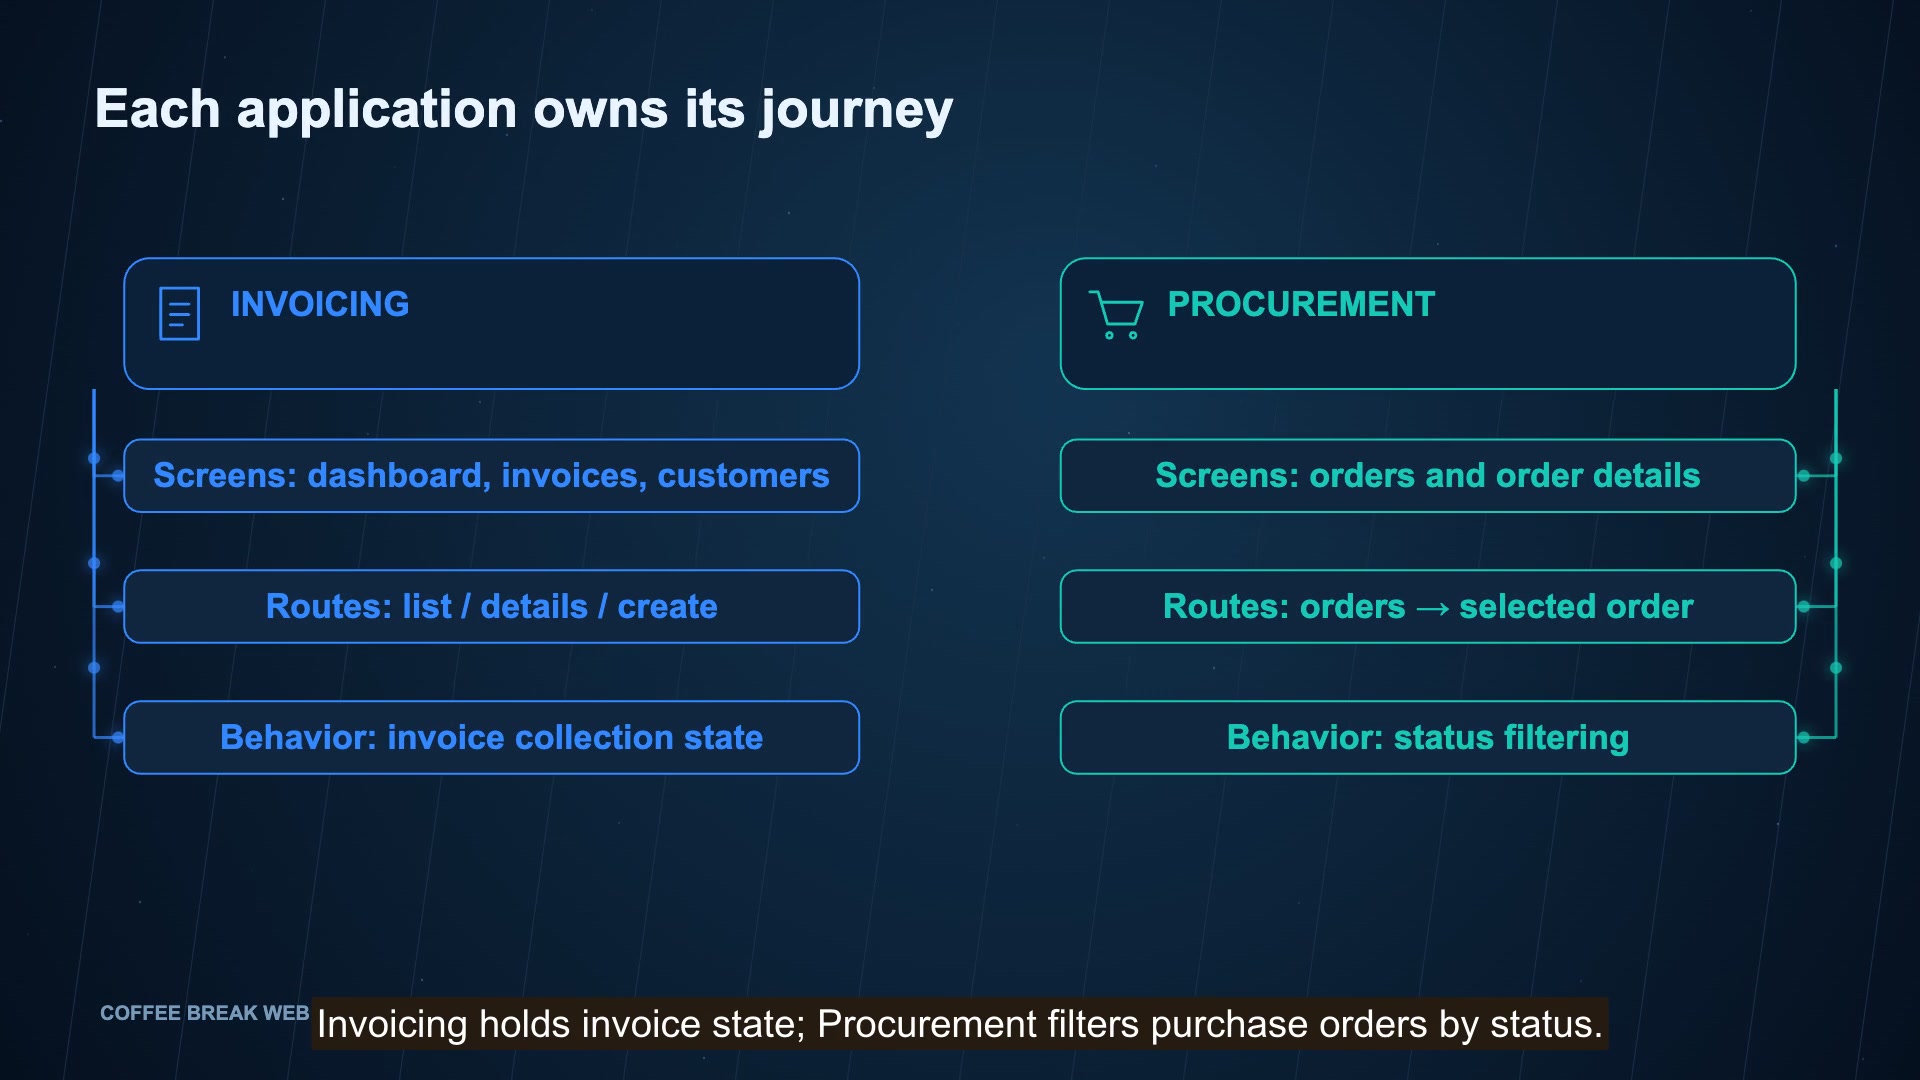 Each application owns its journey
INVOICING
Screens: dashboard, invoices, customers
Routes: list / details / create
Behavior: invoice collection state
PROCUREMENT
Screens: orders and order details
Routes: orders → selected order
Behavior: status filtering
COFFEE BREAK WEB
Invoicing holds invoice state; Procurement filters purchase orders by status.